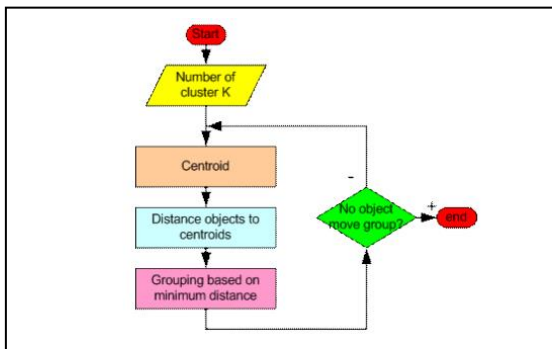 Start
Number of
cluster K
Centroid
Distance objects to
centroids
Grouping based on
minimum distance
-
No object
move group?
+
end